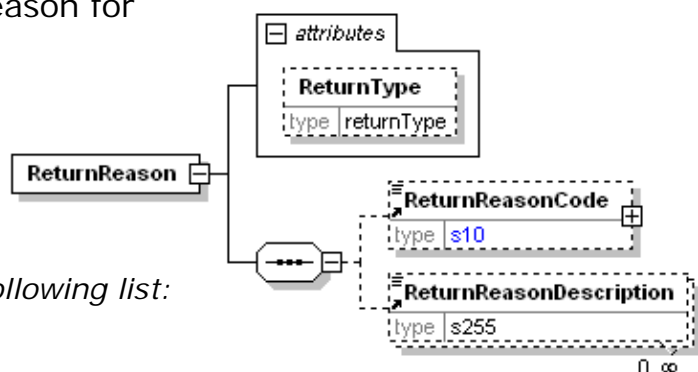 eason for
attributes
ReturnType
type returnType
ReturnReason
ReturnReasonCode
type s10
ollowing list:
ReturnReasonDescription
type s255
0..∞